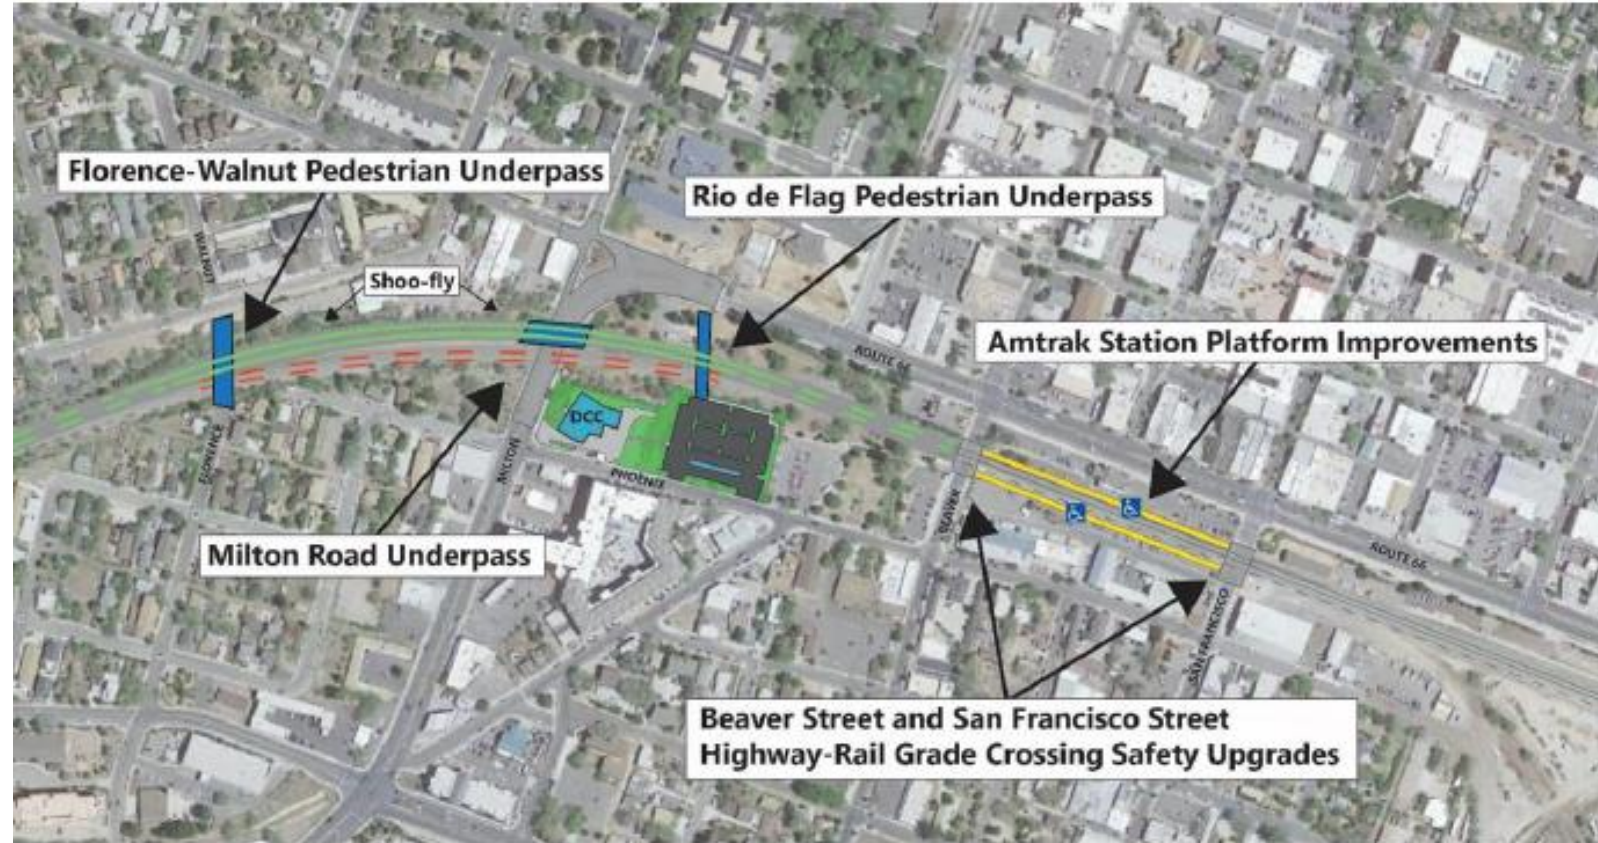 Florence-Walnut Pedestrian Underpass
Rio de Flag Pedestrian Underpass
WALNUT
Shoo-fly
Amtrak Station Platform Improvements
ROUTE 66
DCC
FLORENCE
MILTON
PHOENIX
BEAVER
Milton Road Underpass
ROUTE 66
SAN FRANCISCO
Beaver Street and San Francisco Street
Highway-Rail Grade Crossing Safety Upgrades